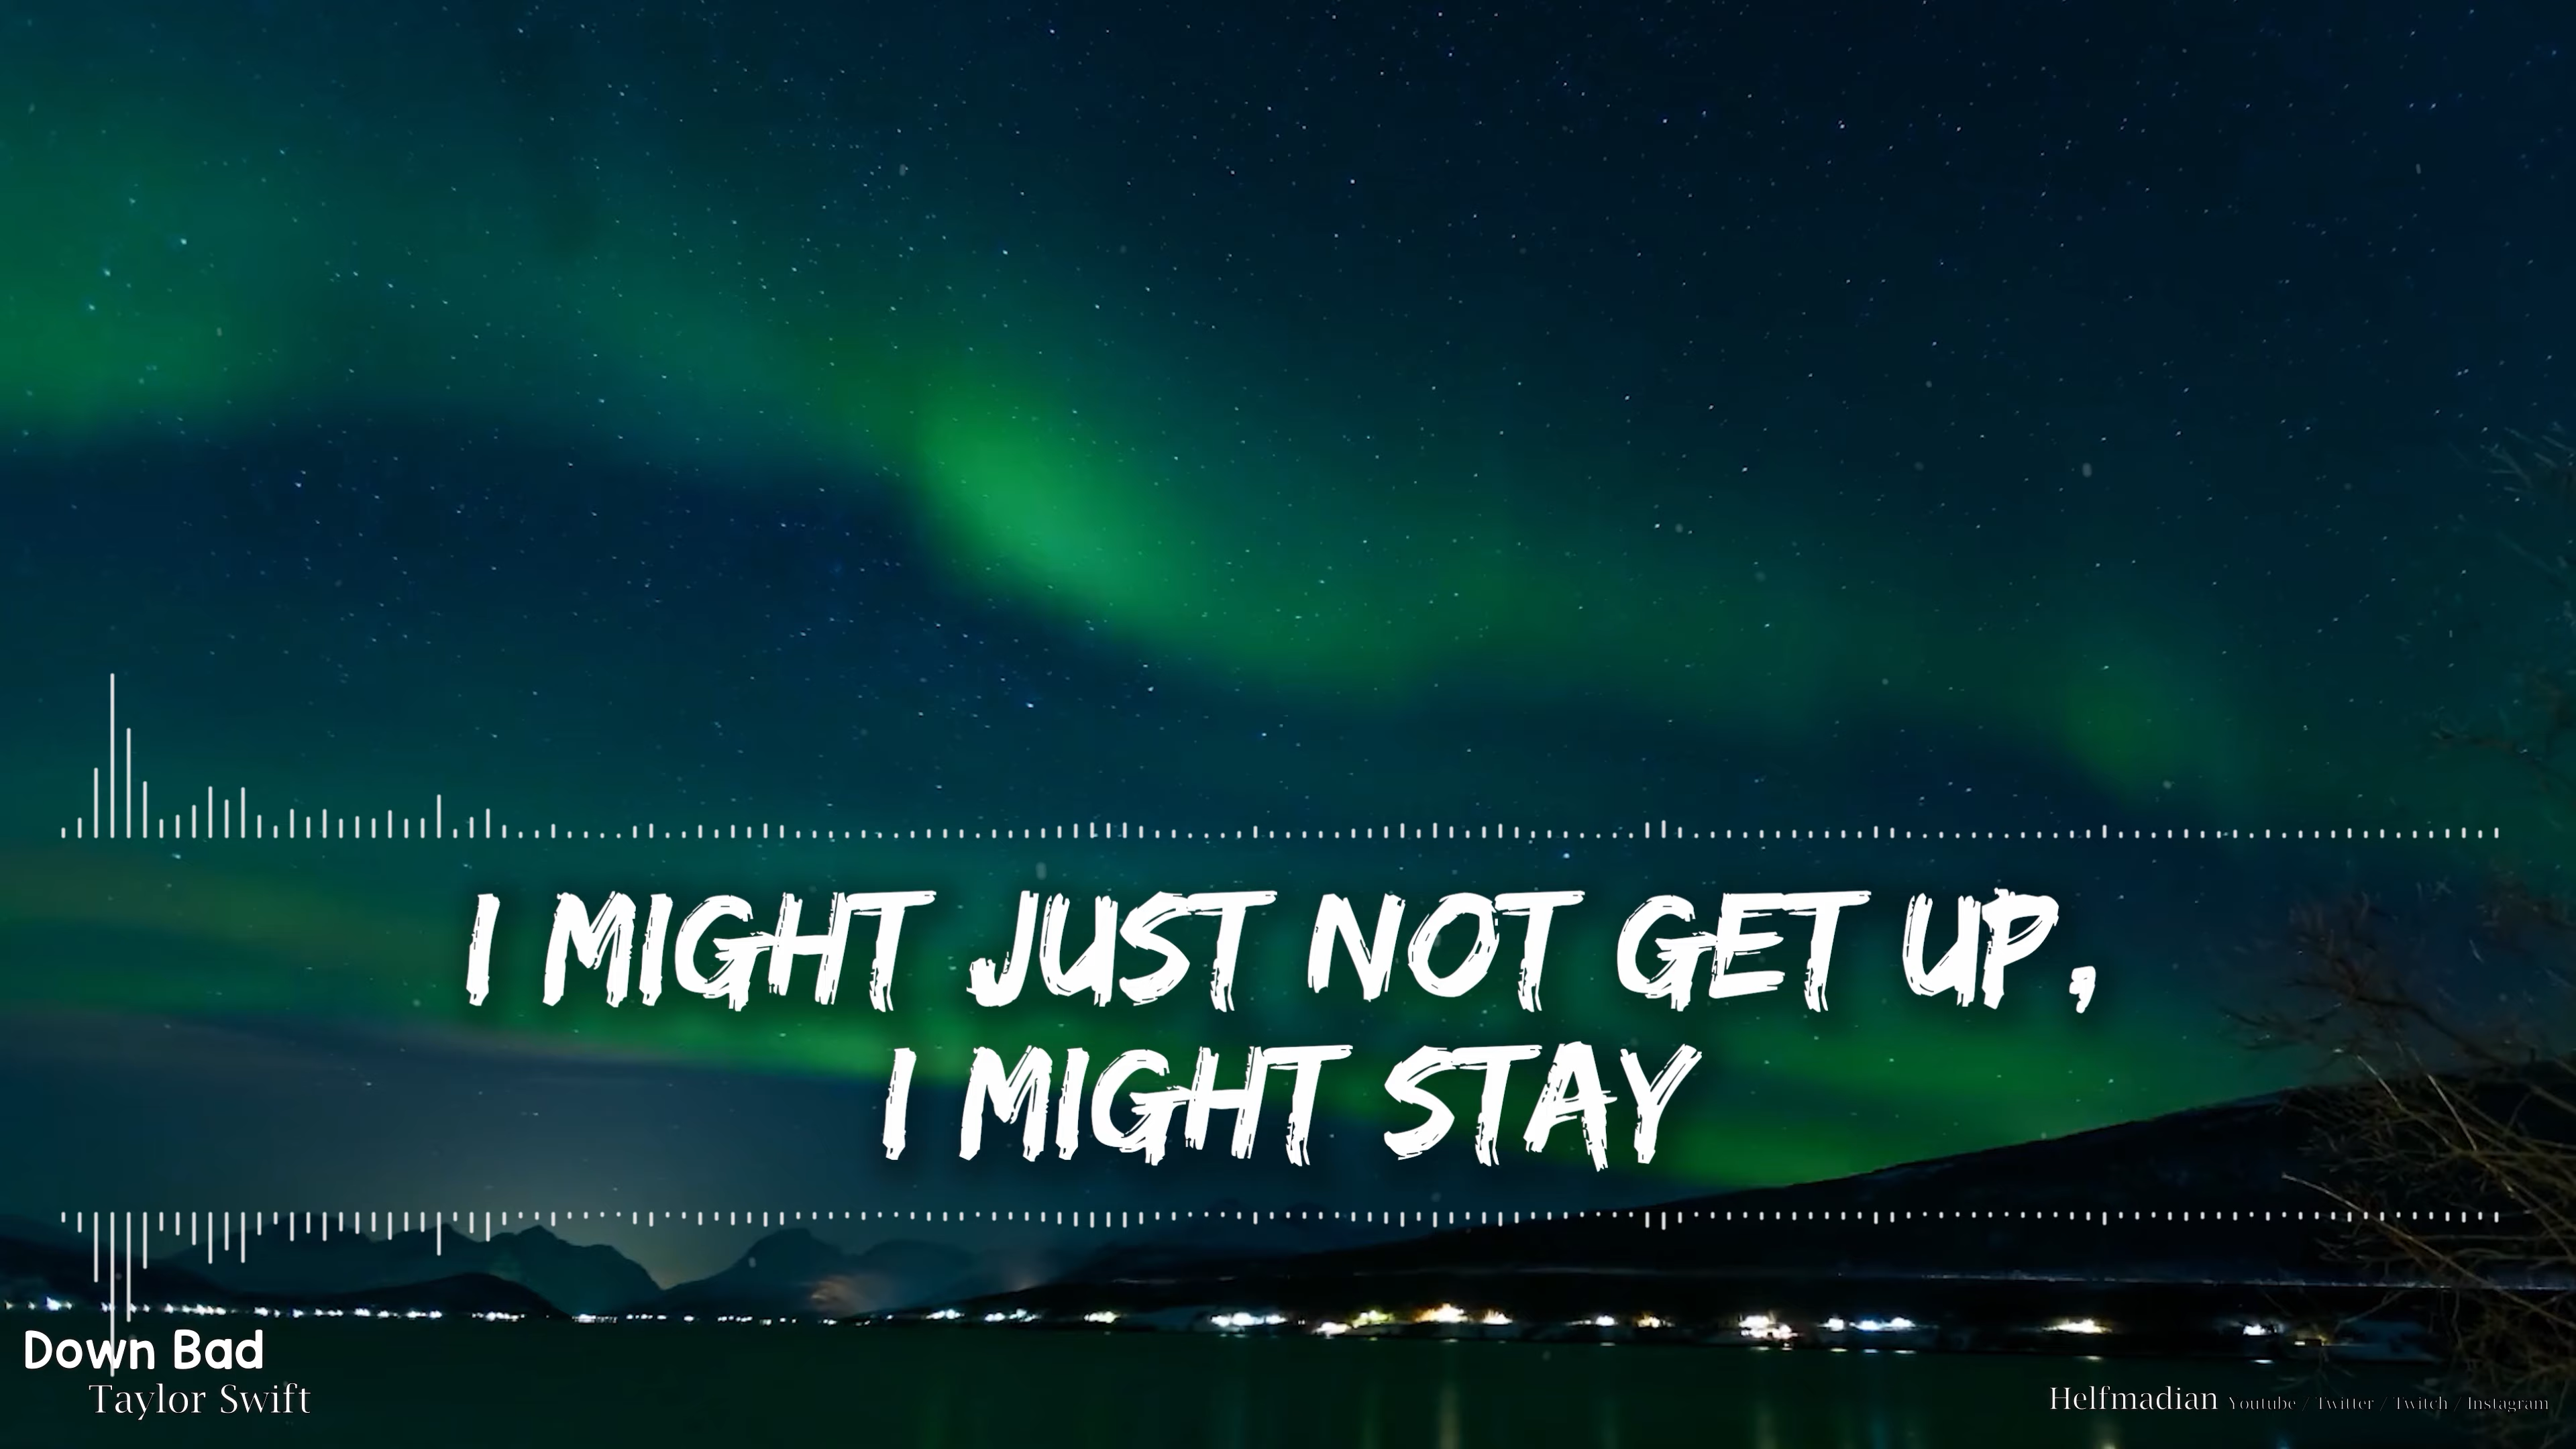 I MIGHT JUST NOT GET UP,
I MIGHT STAY
Down Bad
Taylor Swift
Helfmadian Youtube / Twitter / Twitch / Instagram